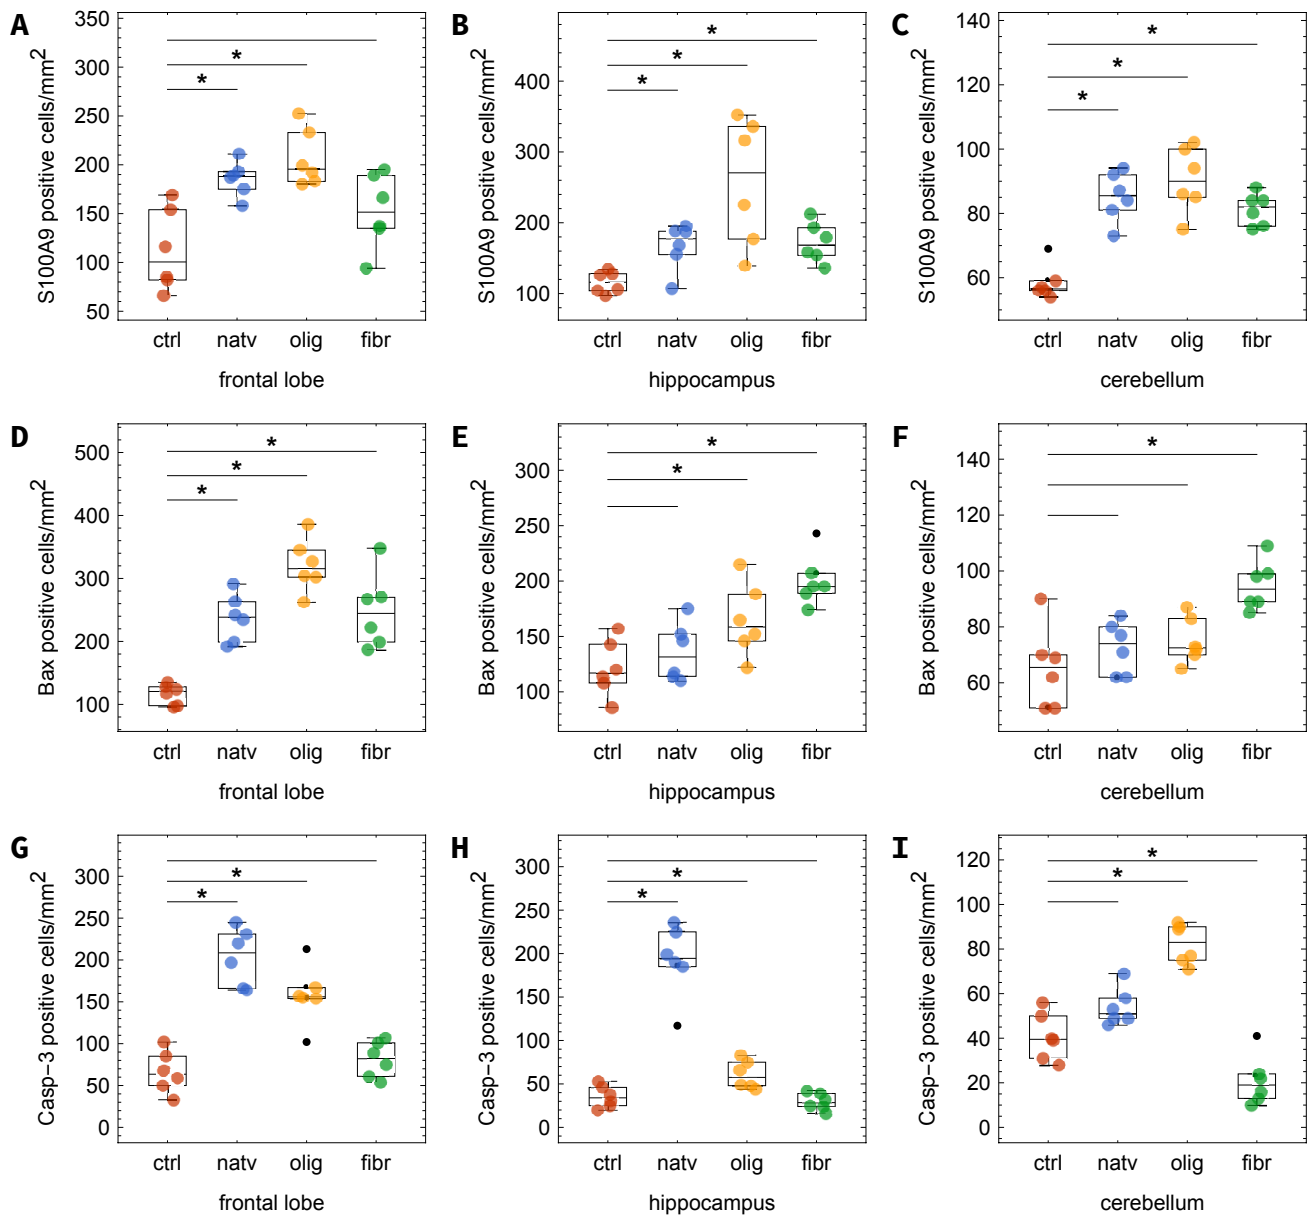 A
350
300
250
200
150
100
50
S100A9 positive cells/mm2
*
*
ctrl natv olig fibr
frontal lobe
B
400
300
200
100
S100A9 positive cells/mm2
*
*
*
ctrl natv olig fibr
hippocampus
C
140
120
100
80
60
S100A9 positive cells/mm2
*
*
*
ctrl natv olig fibr
cerebellum
D
500
400
300
200
100
Bax positive cells/mm2
*
*
*
ctrl natv olig fibr
frontal lobe
E
300
250
200
150
100
Bax positive cells/mm2
*
*
ctrl natv olig fibr
hippocampus
F
140
120
100
80
60
Bax positive cells/mm2
*
ctrl natv olig fibr
cerebellum
G
300
250
200
150
100
50
0
Casp-3 positive cells/mm2
*
*
ctrl natv olig fibr
frontal lobe
H
300
250
200
150
100
50
0
Casp-3 positive cells/mm2
*
*
ctrl natv olig fibr
hippocampus
I
120
100
80
60
40
20
0
Casp-3 positive cells/mm2
*
*
ctrl natv olig fibr
cerebellum